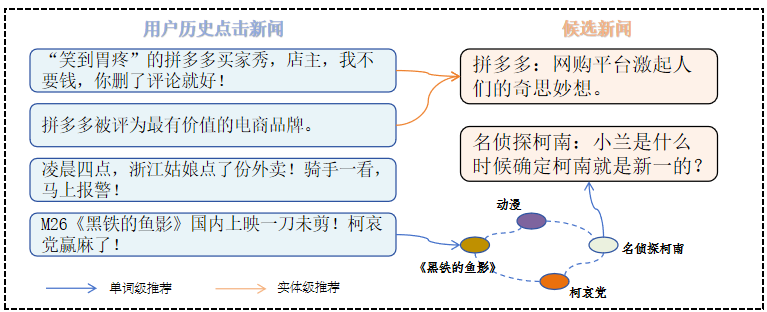 用户历史点击新闻
候选新闻
“笑到胃疼”的拼多多买家秀，店主，我不
要钱，你删了评论就好！
拼多多被评为最有价值的电商品牌。
凌晨四点，浙江姑娘点了份外卖！骑手一看，
马上报警！
M26《黑铁的鱼影》国内上映一刀未剪！柯哀
党赢麻了！
拼多多：网购平台激起人
们的奇思妙想。
名侦探柯南：小兰是什么
时候确定柯南就是新一的？
动漫
《黑铁的鱼影》
名侦探柯南
柯哀党
单词级推荐
实体级推荐